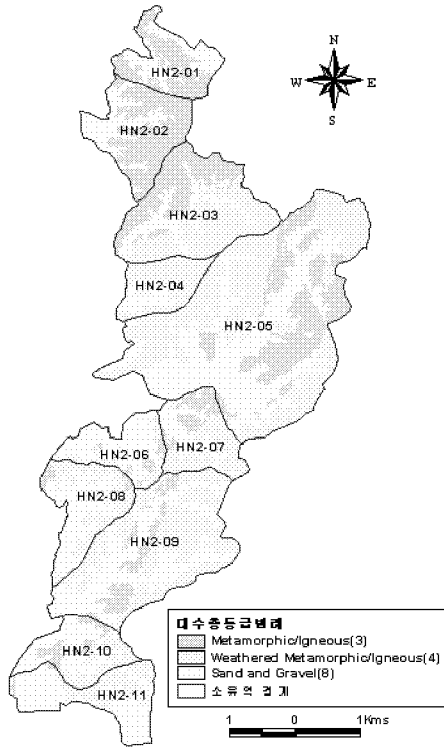 HN2-01
N
W E
S
HN2-02
HN2-03
HN2-04
HN2-05
HN2-06
HN2-07
HN2-08
HN2-09
HN2-10
HN2-11
대수층등급범례
Metamorphic/Igneous(3)
Weathered Metamorphic/Igneous(4)
Sand and Gravel(8)
소유역 경계
1 0 1Kms